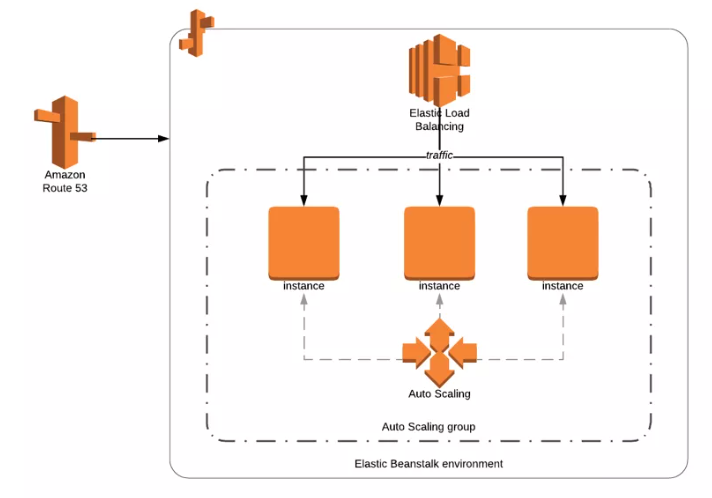 Elastic Load
Balancing
traffic
Amazon
Route 53
instance
instance
instance
Auto Scaling
Auto Scaling group
Elastic Beanstalk environment